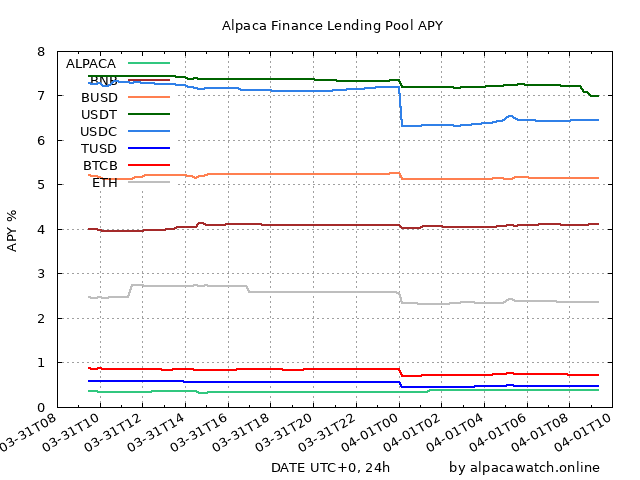 Alpaca Finance Lending Pool APY
8
7
6
5
4
3
2
1
0
APY %
ALPACA
BNB
BUSD
USDT
USDC
TUSD
BTCB
ETH
03-31T08
03-31T10
03-31T12
03-31T14
03-31T16
03-31T18
03-31T20
03-31T22
04-01T00
04-01T02
04-01T04
04-01T06
04-01T08
04-01T10
DATE UTC+0, 24h
by alpacawatch.online